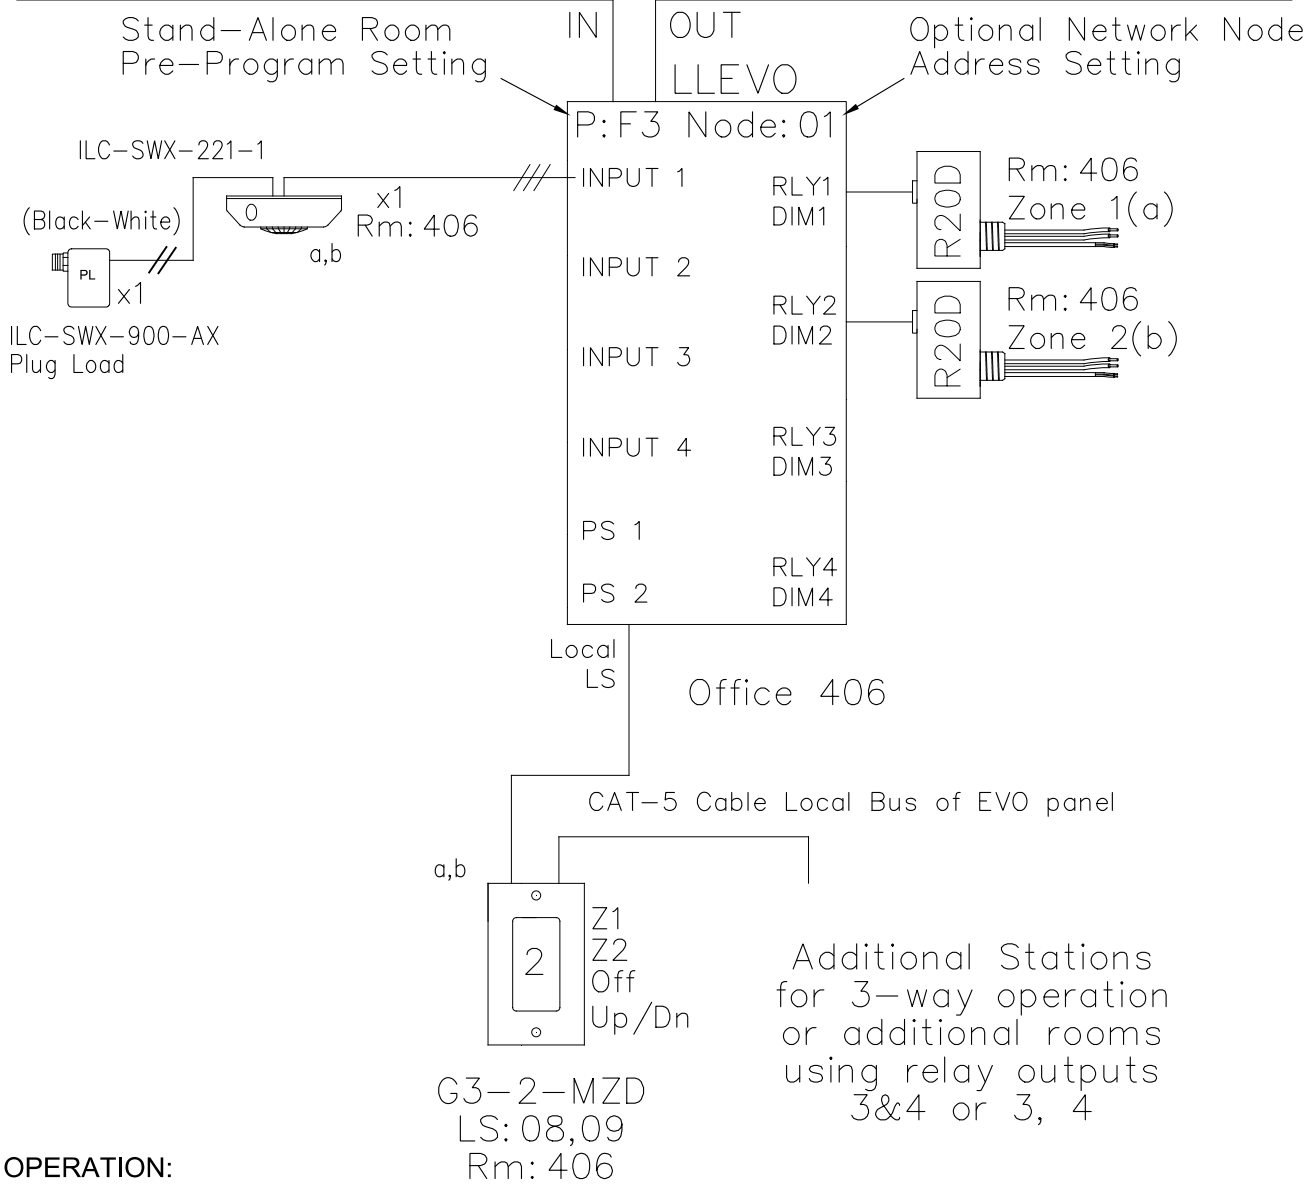 Stand-Alone Room
Pre-Program Setting
IN
OUT
LLEVO
Optional Network Node
Address Setting
P: F3 Node: 01
ILC-SWX-221-1
(Black-White)
0
x1
Rm: 406
a,b
PL
x1
ILC-SWX-900-AX
Plug Load
INPUT 1
INPUT 2
INPUT 3
INPUT 4
PS 1
PS 2
RLY1
DIM1
RLY2
DIM2
RLY3
DIM3
RLY4
DIM4
R20D
Rm: 406
Zone 1(a)
R20D
Rm: 406
Zone 2(b)
Local
LS
Office 406
CAT-5 Cable Local Bus of EVO panel
a,b
2
Z1
Z2
Off
Up/Dn
G3-2-MZD
LS: 08,09
Rm: 406
Additional Stations
for 3-way operation
or additional rooms
using relay outputs
3&4 or 3, 4
OPERATION: